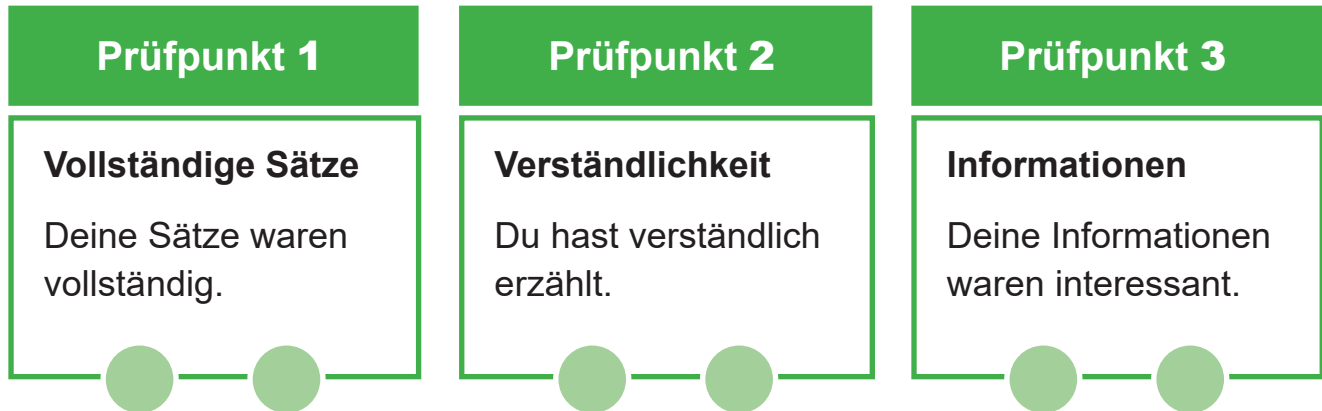 Prüfpunkt 1
Vollständige Sätze
Deine Sätze waren
vollständig.
Prüfpunkt 2
Verständlichkeit
Du hast verständlich
erzählt.
Prüfpunkt 3
Informationen
Deine Informationen
waren interessant.